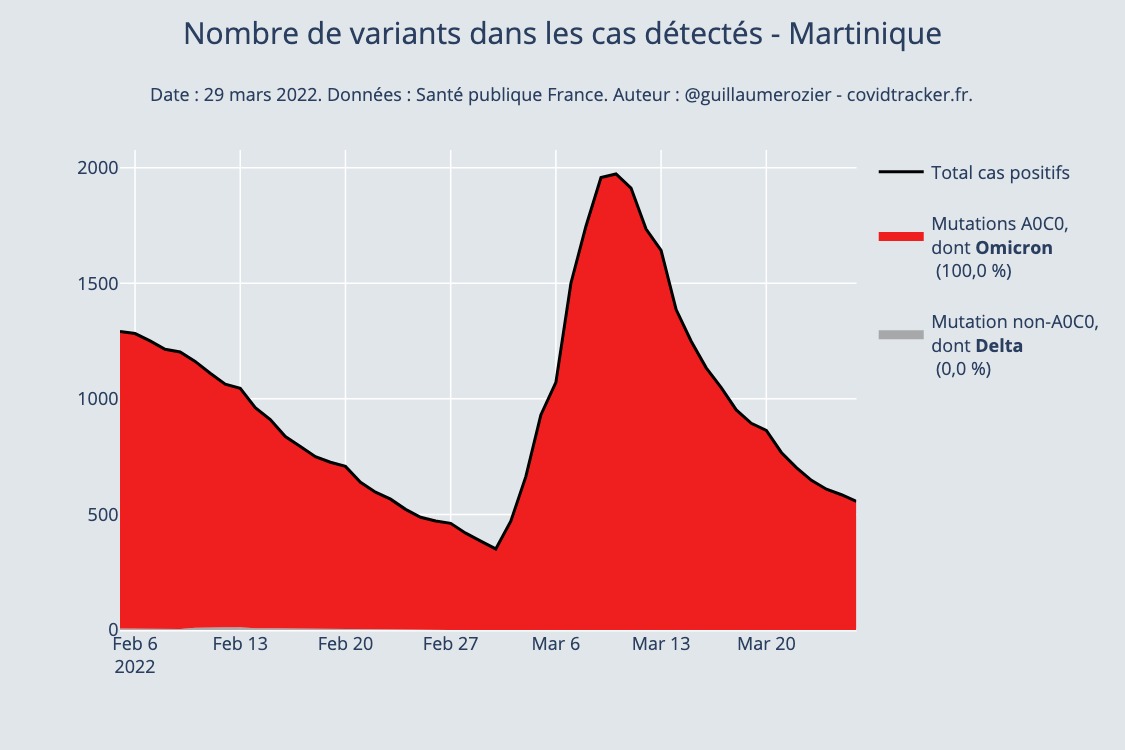 Nombre de variants dans les cas détectés - Martinique
Date : 29 mars 2022. Données : Santé publique France. Auteur : @guillaumerozier - covidtracker.fr.
2000
1500
1000
500
0
Feb 6
2022
Feb 13
Feb 20
Feb 27
Mar 6
Mar 13
Mar 20
Total cas positifs
Mutations A0C0,
dont Omicron
(100,0 %)
Mutation non-A0C0,
dont Delta
(0,0 %)